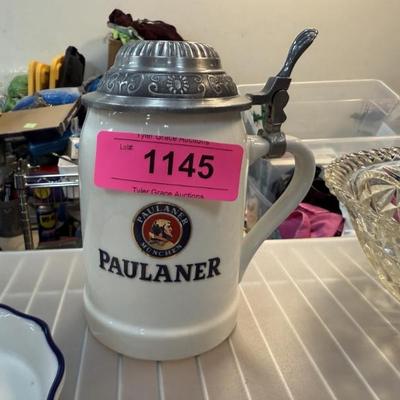 Tyler Grace Auctions
Lot#
1145
Tyler Grace Auctions
PAULANER
MÜNCHEN
PAULANER